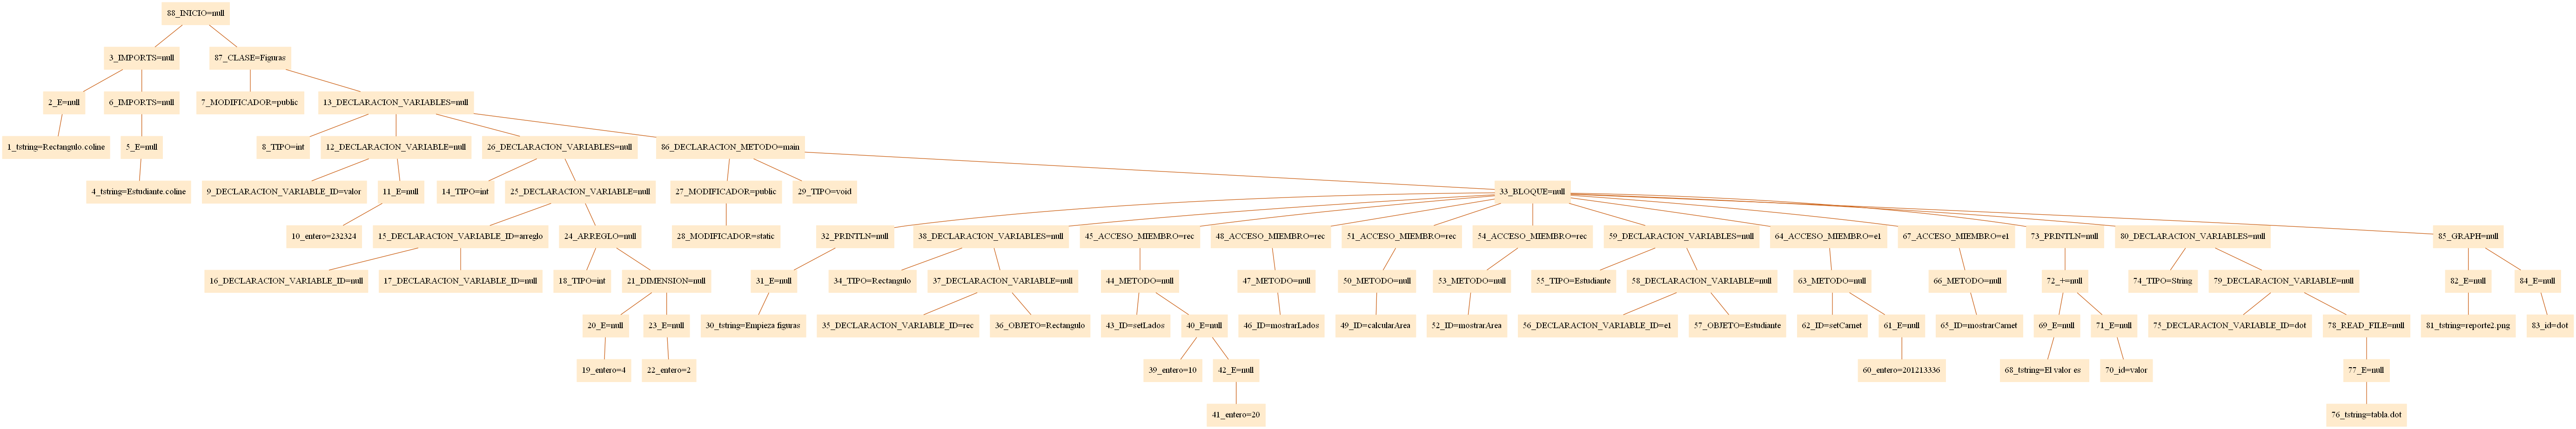 88_INICIO=null
3_IMPORTS=null
87_CLASE=Figuras
2_E=null
6_IMPORTS=null
7_MODIFICADOR=public
13_DECLARACION_VARIABLES=null
1_tstring=Rectangulo.coline
5_E=null
8_TIPO=int
12_DECLARACION_VARIABLE=null
26_DECLARACION_VARIABLES=null
86_DECLARACION_METODO=main
4_tstring=Estudiante.coline
9_DECLARACION_VARIABLE_ID=valor
11_E=null
14_TIPO=int
25_DECLARACION_VARIABLE=null
27_MODIFICADOR=public
29_TIPO=void
33_BLOQUE=null
10_entero=232324
15_DECLARACION_VARIABLE_ID=arreglo
24_ARREGLO=null
28_MODIFICADOR=static
32_PRINTLN=null
38_DECLARACION_VARIABLES=null
45_ACCESO_MIEMBRO=rec
48_ACCESO_MIEMBRO=rec
51_ACCESO_MIEMBRO=rec
54_ACCESO_MIEMBRO=rec
59_DECLARACION_VARIABLES=null
64_ACCESO_MIEMBRO=e1
67_ACCESO_MIEMBRO=e1
73_PRINTLN=null
80_DECLARACION_VARIABLES=null
85_GRAPH=null
16_DECLARACION_VARIABLE_ID=null
17_DECLARACION_VARIABLE_ID=null
18_TIPO=int
21_DIMENSION=null
31_E=null
34_TIPO=Rectangulo
37_DECLARACION_VARIABLE=null
44_METODO=null
47_METODO=null
50_METODO=null
53_METODO=null
55_TIPO=Estudiante
58_DECLARACION_VARIABLE=null
63_METODO=null
66_METODO=null
72_+=null
74_TIPO=String
79_DECLARACION_VARIABLE=null
82_E=null
84_E=null
20_E=null
23_E=null
30_tstring=Empieza figuras
35_DECLARACION_VARIABLE_ID=rec
36_OBJETO=Rectangulo
43_ID=setLados
40_E=null
46_ID=mostrarLados
49_ID=calcularArea
52_ID=mostrarArea
56_DECLARACION_VARIABLE_ID=e1
57_OBJETO=Estudiante
62_ID=setCarnet
61_E=null
65_ID=mostrarCarnet
69_E=null
71_E=null
75_DECLARACION_VARIABLE_ID=dot
78_READ_FILE=null
81_tstring=reporte2.png
83_id=dot
19_entero=4
22_entero=2
39_entero=10
42_E=null
60_entero=201213336
68_tstring=El valor es
70_id=valor
77_E=null
41_entero=20
76_tstring=tabla.dot